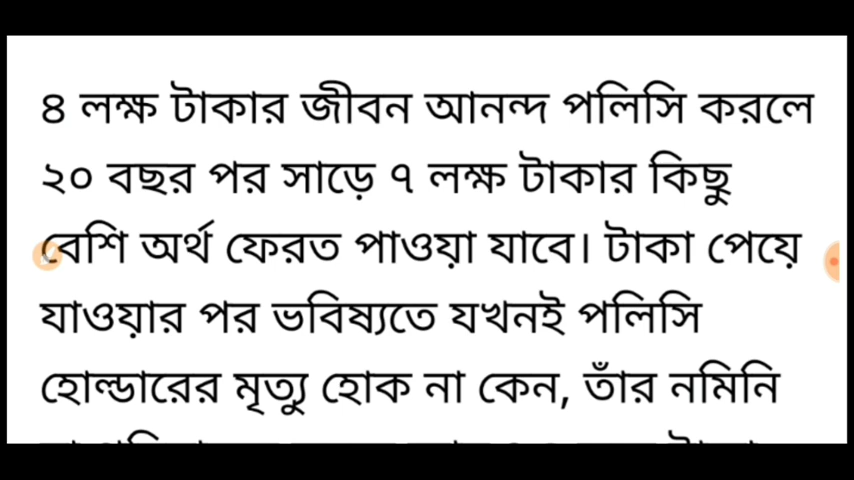 ৪ লক্ষ টাকার জীবন আনন্দ পলিসি করলে
২০ বছর পর সাড়ে ৭ লক্ষ টাকার কিছু
বেশি অর্থ ফেরত পাওয়া যাবে। টাকা পেয়ে
যাওয়ার পর ভবিষ্যতে যখনই পলিসি
হোল্ডারের মৃত্যু হোক না কেন, তাঁর নমিনি